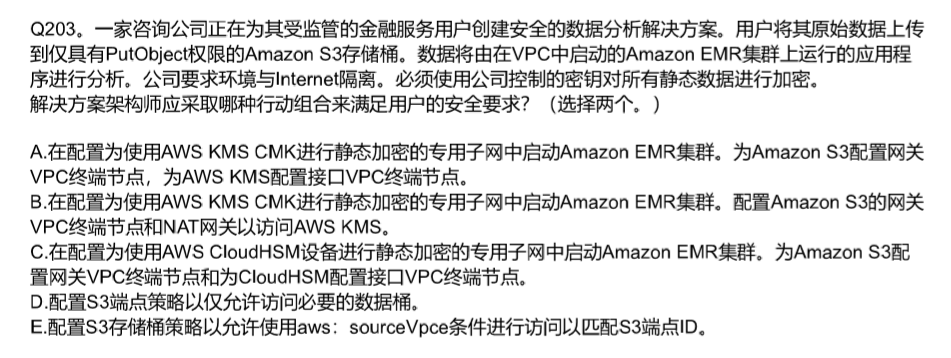 Q203。一家咨询公司正在为其受监管的金融服务用户创建安全的数据分析解决方案。用户将其原始数据上传
到仅具有PutObject权限的Amazon S3存储桶。数据将由在VPC中启动的Amazon EMR集群上运行的应用程
序进行分析。公司要求环境与Internet隔离。必须使用公司控制的密钥对所有静态数据进行加密。
解决方案架构师应采取哪种行动组合来满足用户的安全要求？（选择两个。）
A.在配置为使用AWS KMS CMK进行静态加密的专用子网中启动Amazon EMR集群。为Amazon S3配置网关
VPC终端节点，为AWS KMS配置接口VPC终端节点。
B.在配置为使用AWS KMS CMK进行静态加密的专用子网中启动Amazon EMR集群。配置Amazon S3的网关
VPC终端节点和NAT网关以访问AWS KMS。
C.在配置为使用AWS CloudHSM设备进行静态加密的专用子网中启动Amazon EMR集群。为Amazon S3配
置网关VPC终端节点和为CloudHSM配置接口VPC终端节点。
D.配置S3端点策略以仅允许访问必要的数据桶。
E.配置S3存储桶策略以允许使用aws：sourceVpce条件进行访问以匹配S3端点ID。